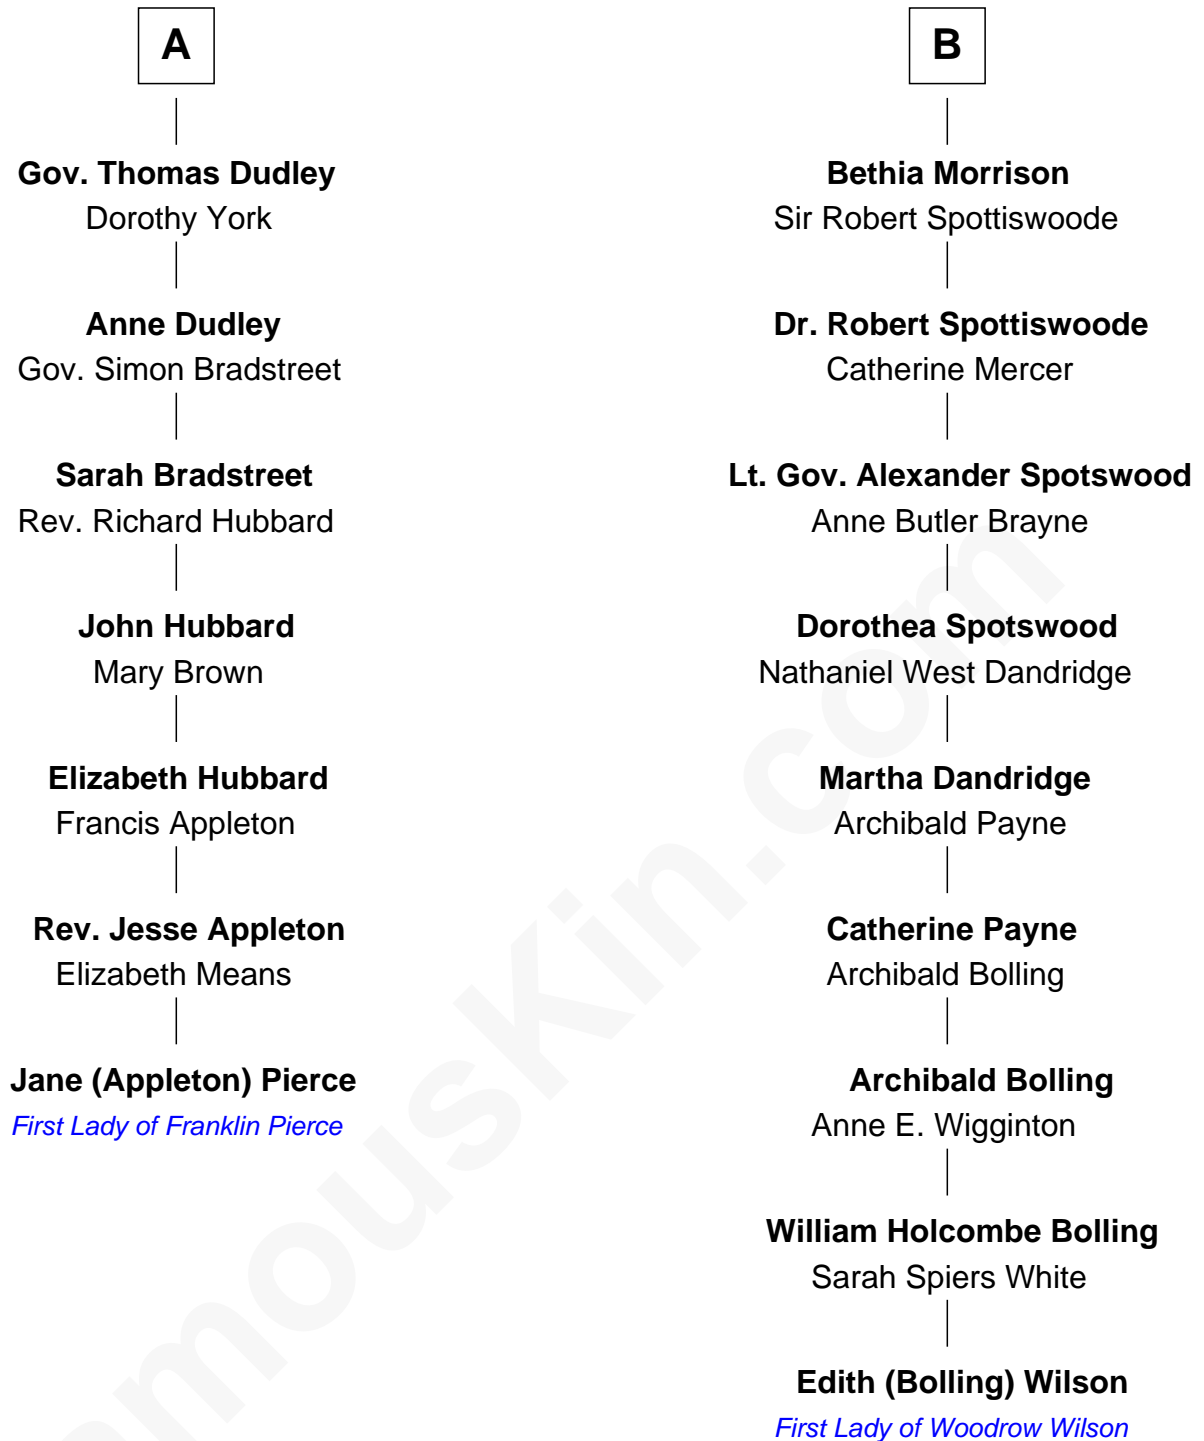 A
Gov. Thomas Dudley
Dorothy York
Anne Dudley
Gov. Simon Bradstreet
Sarah Bradstreet
Rev. Richard Hubbard
John Hubbard
Mary Brown
Elizabeth Hubbard
Francis Appleton
Rev. Jesse Appleton
Elizabeth Means
Jane (Appleton) Pierce
First Lady of Franklin Pierce
B
Bethia Morrison
Sir Robert Spottiswoode
Dr. Robert Spottiswoode
Catherine Mercer
Lt. Gov. Alexander Spotswood
Anne Butler Brayne
Dorothea Spotswood
Nathaniel West Dandridge
Martha Dandridge
Archibald Payne
Catherine Payne
Archibald Bolling
Archibald Bolling
Anne E. Wigginton
William Holcombe Bolling
Sarah Spiers White
Edith (Bolling) Wilson
First Lady of Woodrow Wilson
amousKin.com